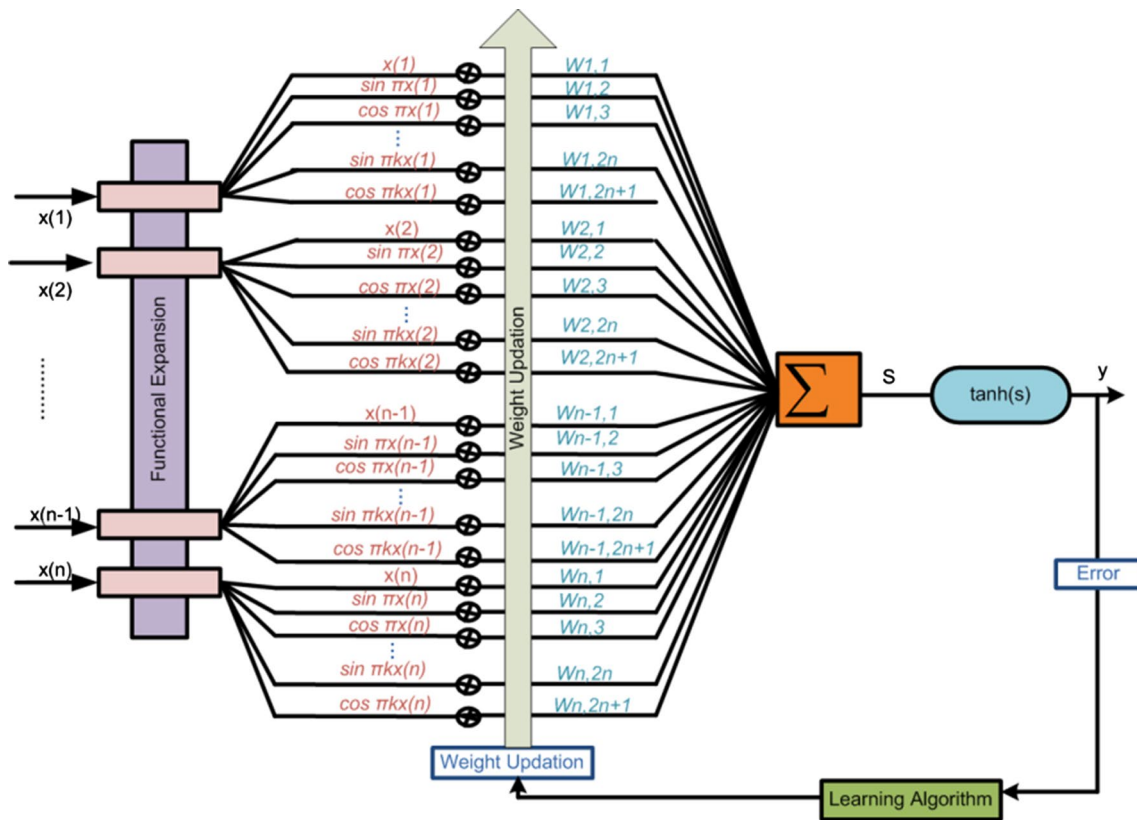 x(1)
x(2)
x(n-1)
x(n)
Functional Expansion
x(1)
sin πx(1)
cos πx(1)
sin πkx(1)
cos πkx(1)
x(2)
sin πx(2)
cos πx(2)
sin πkx(2)
cos πkx(2)
x(n-1)
sin πx(n-1)
cos πx(n-1)
sin πkx(n-1)
cos πkx(n-1)
x(n)
sin πx(n)
cos πx(n)
sin πkx(n)
cos πkx(n)
Weight Updation
W1,1
W1,2
W1,3
W1,2n
W1,2n+1
W2,1
W2,2
W2,3
W2,2n
W2,2n+1
Wn-1,1
Wn-1,2
Wn-1,3
Wn-1,2n
Wn-1,2n+1
Wn,1
Wn,2
Wn,3
Wn,2n
Wn,2n+1
Σ
S
tanh(s)
y
Error
Weight Updation
Learning Algorithm